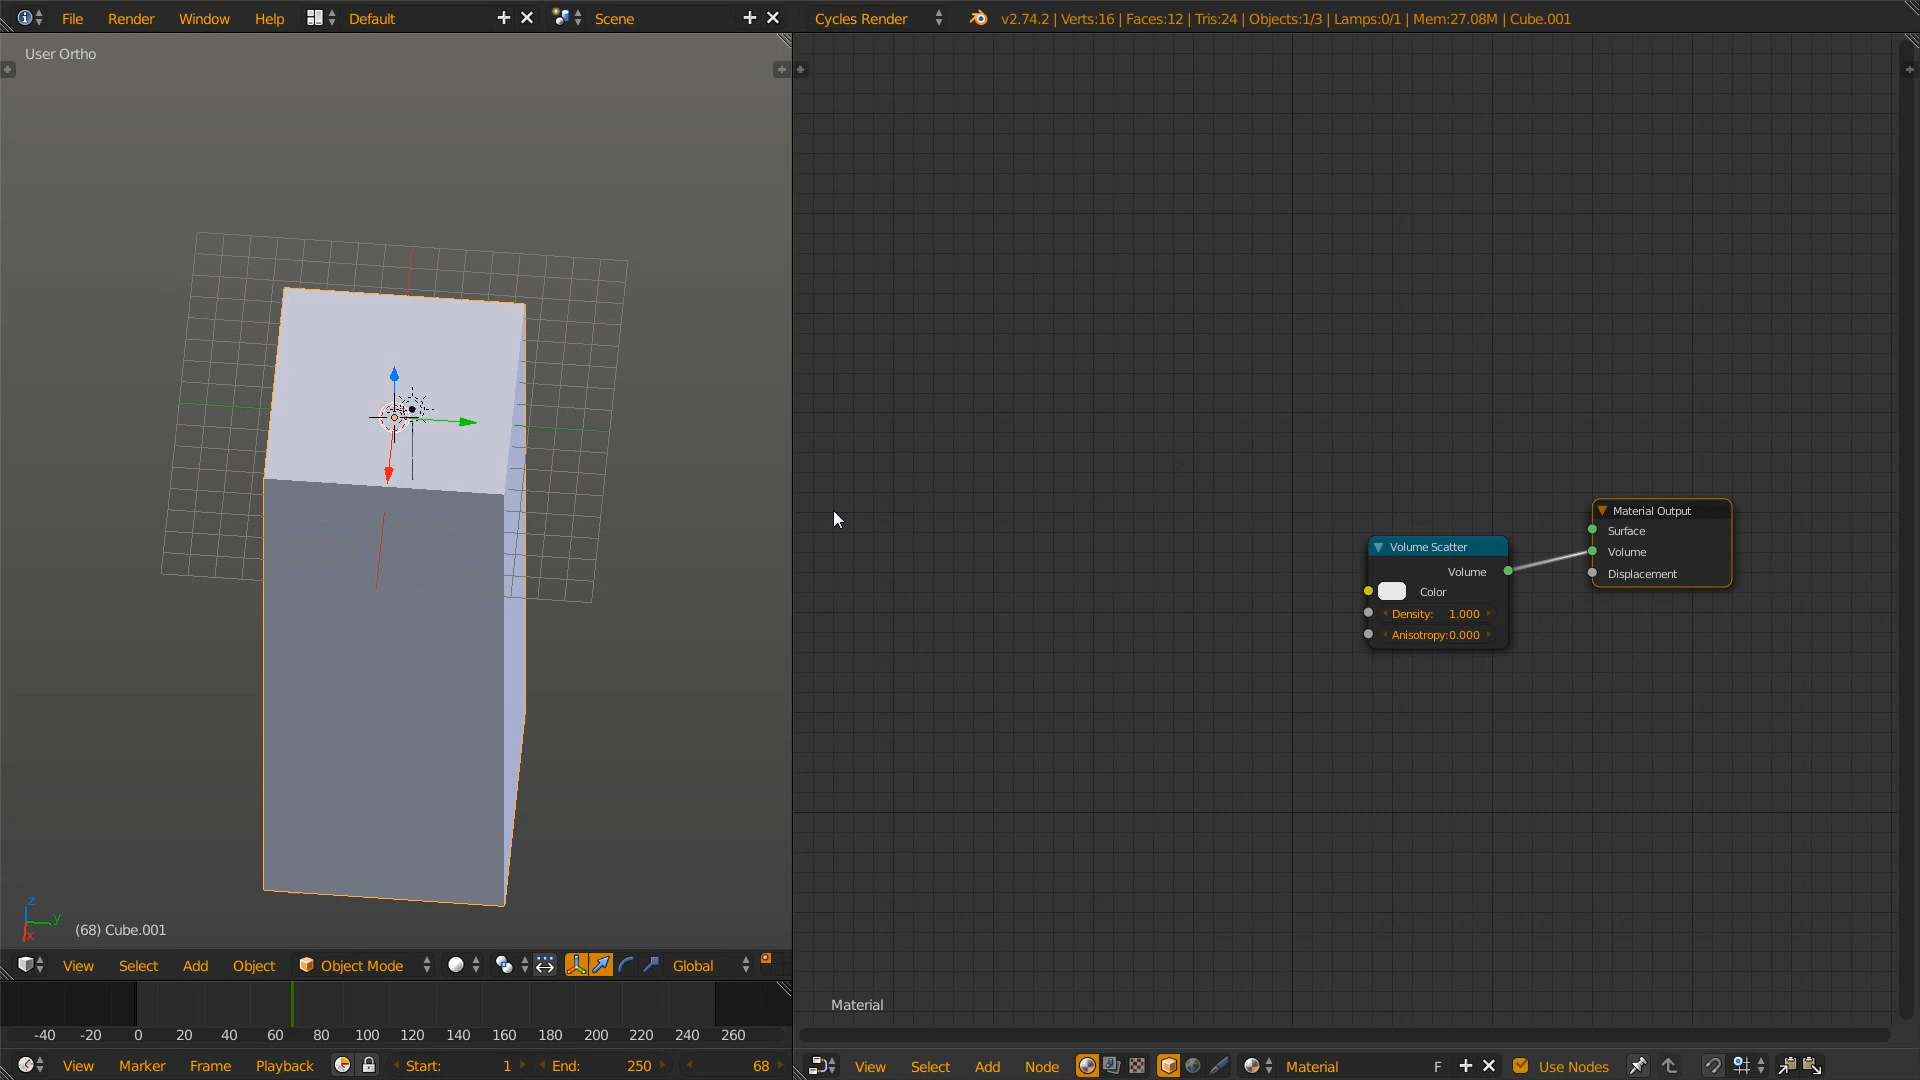 File Render Window Help Default Scene Cycles Render v2.74.2 | Verts:16 | Faces:12 | Tris:24 | Objects:1/3 | Lamps:0/1 | Mem:27.08M | Cube.001
User Ortho
Material Output
Surface
Volume
Displacement
Volume Scatter
Volume
Color
Density: 1.000
Anisotropy:0.000
z
y
x
(68) Cube.001
View Select Add Object Object Mode Global
Material
-40 -20 0 20 40 60 80 100 120 140 160 180 200 220 240 260
View Marker Frame Playback Start: 1 End: 250 68
View Select Add Node Material F Use Nodes